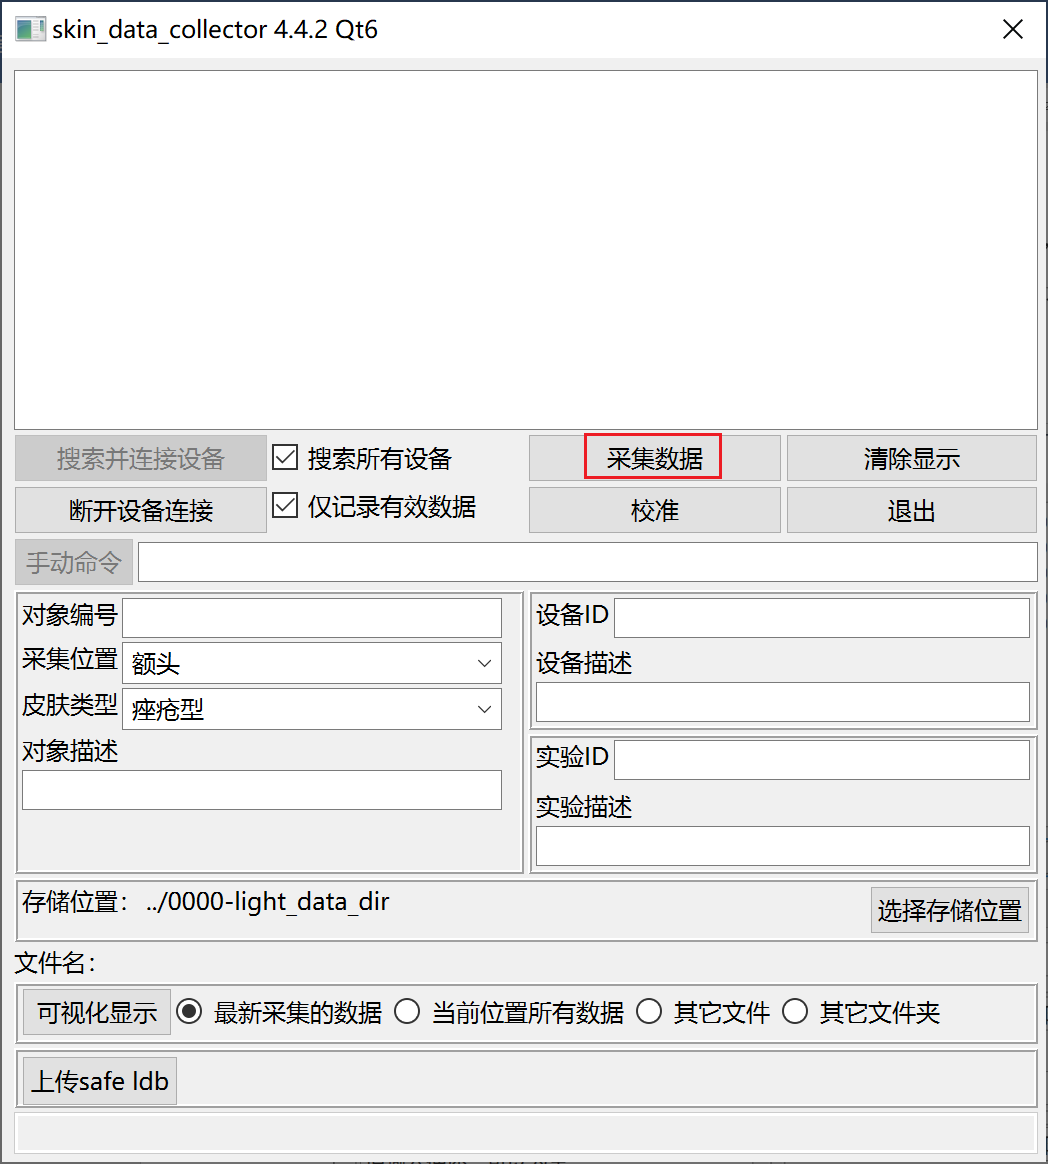 skin_data_collector 4.4.2 Qt6
搜索并连接设备 搜索所有设备 采集数据 清除显示
断开设备连接 仅记录有效数据 校准 退出
手动命令
对象编号
采集位置 额头
皮肤类型 痤疮型
对象描述
设备ID
设备描述
实验ID
实验描述
存储位置： ../0000-light_data_dir 选择存储位置
文件名：
可视化显示 最新采集的数据 当前位置所有数据 其它文件 其它文件夹
上传safe ldb